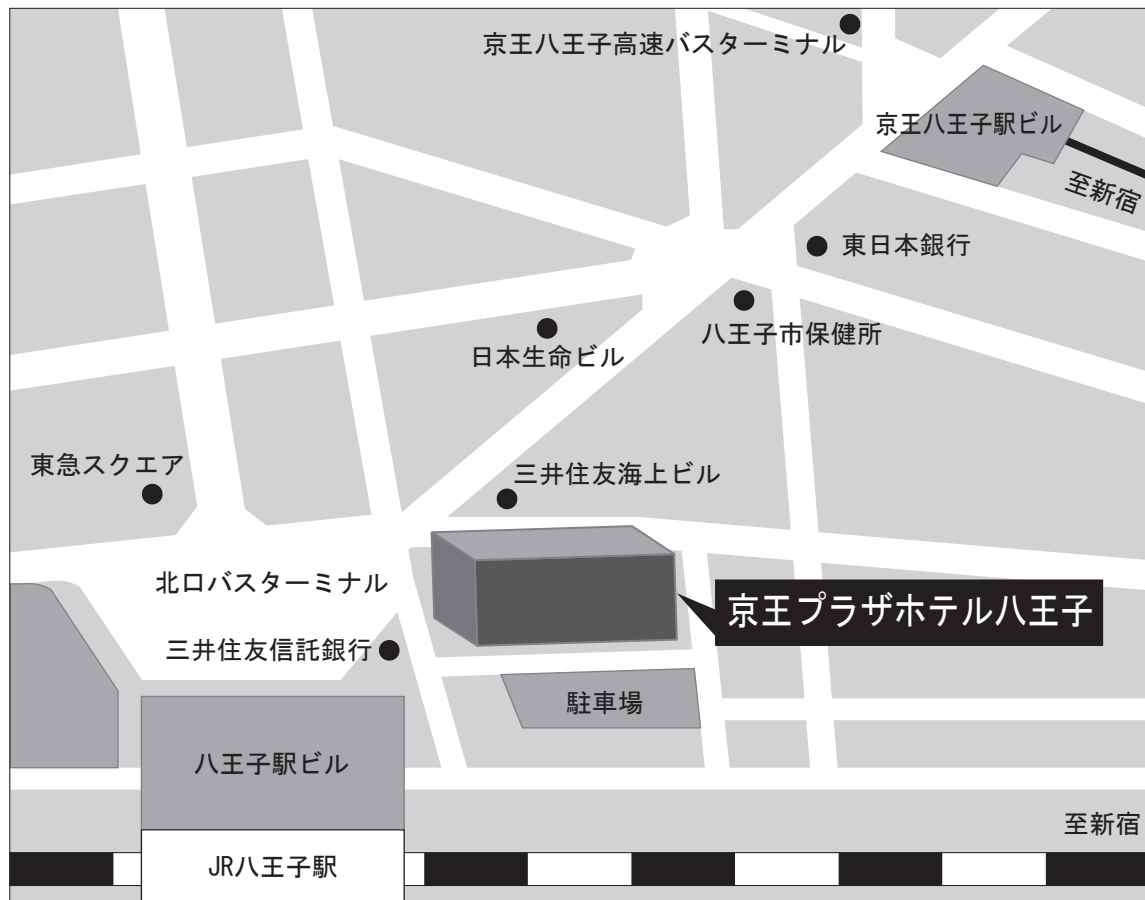 京王八王子高速バスターミナル
京王八王子駅ビル
至新宿
東日本銀行
八王子市保健所
日本生命ビル
東急スクエア
三井住友海上ビル
北口バスターミナル
京王プラザホテル八王子
三井住友信託銀行
駐車場
八王子駅ビル
至新宿
JR八王子駅